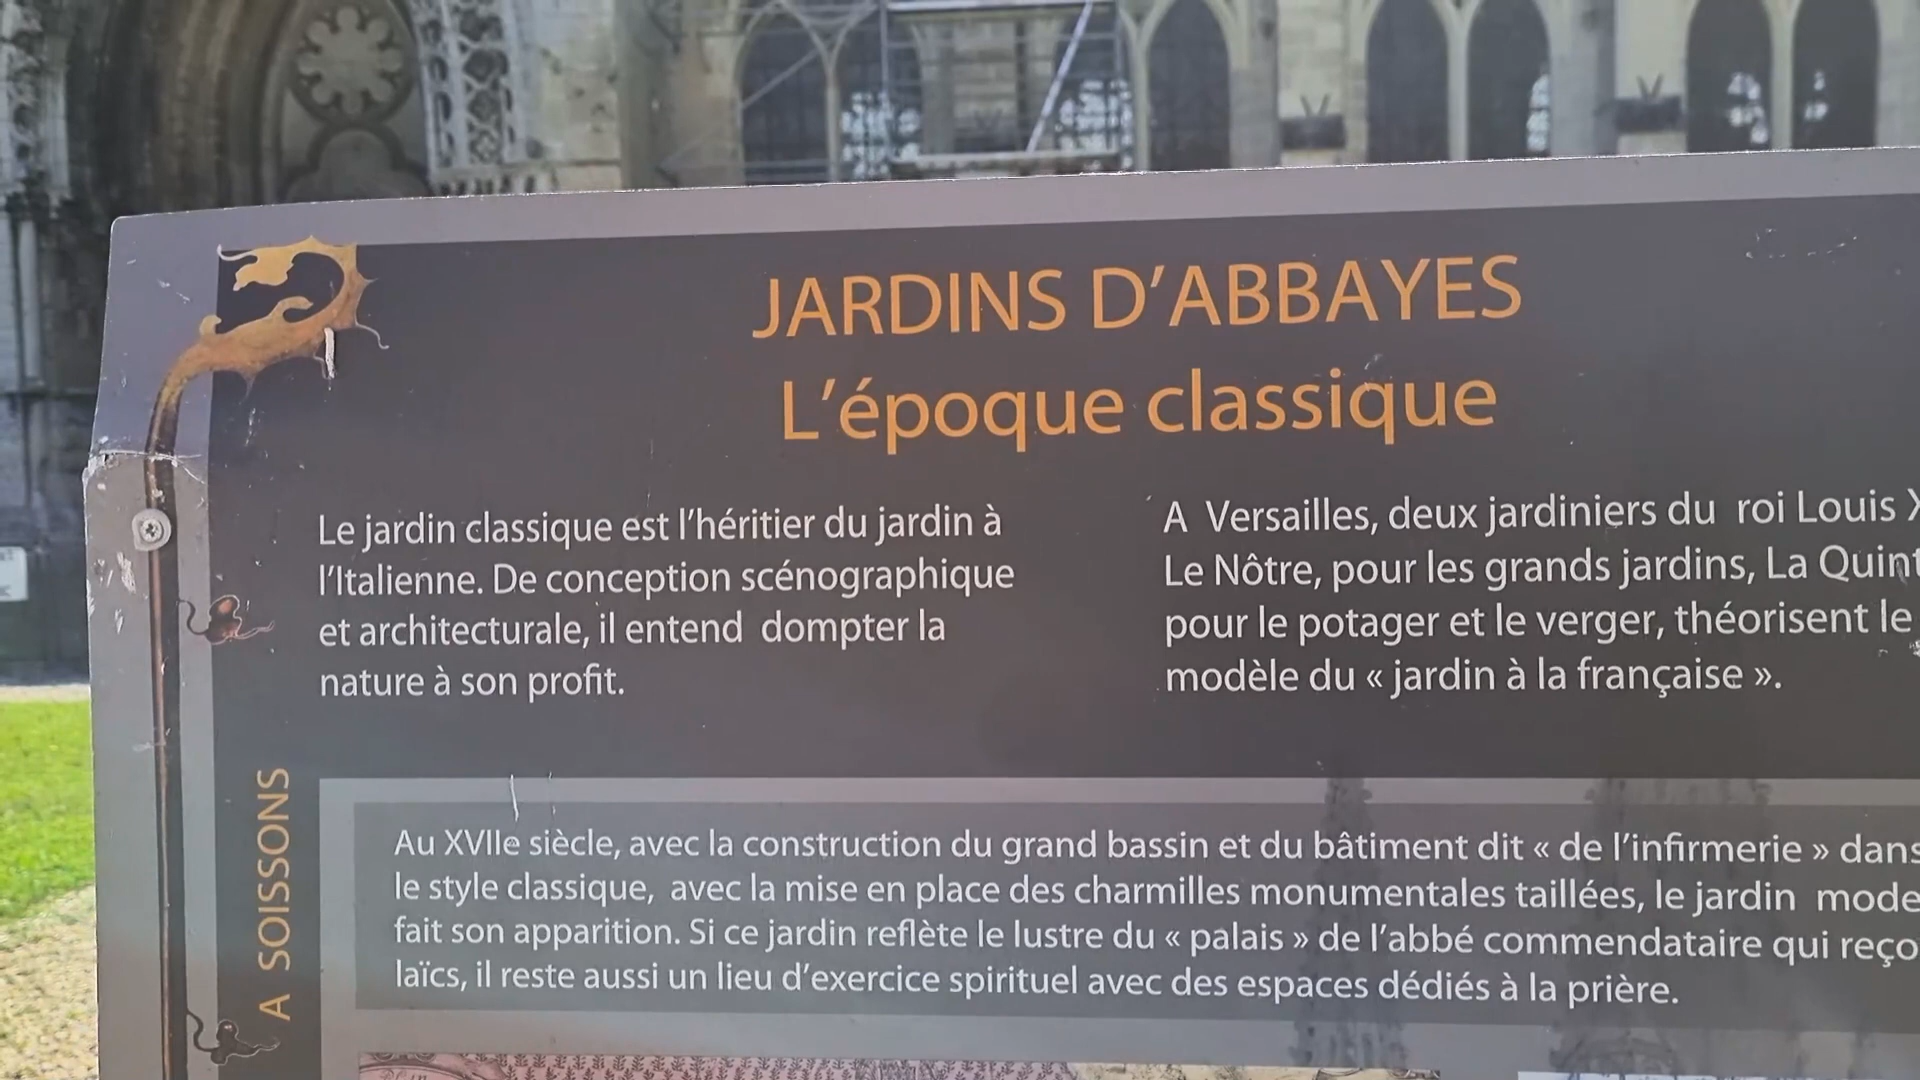 JARDINS D'ABBAYES
L'époque classique
Le jardin classique est l'héritier du jardin à
l'Italienne. De conception scénographique
et architecturale, il entend dompter la
nature à son profit.
A Versailles, deux jardiniers du roi Louis
Le Nôtre, pour les grands jardins, La
pour le potager et le verger, théorisent le
modèle du « jardin à la française ».
A SOISSONS
Au XVIIe siècle, avec la construction du grand bassin et du bâtiment dit « de l'infirmerie » dans
le style classique, avec la mise en place des charmilles monumentales taillées, le jardin
fait son apparition. Si ce jardin reflète le lustre du « palais » de l'abbé commendataire qui
laïcs, il reste aussi un lieu d'exercice spirituel avec des espaces dédiés à la prière.